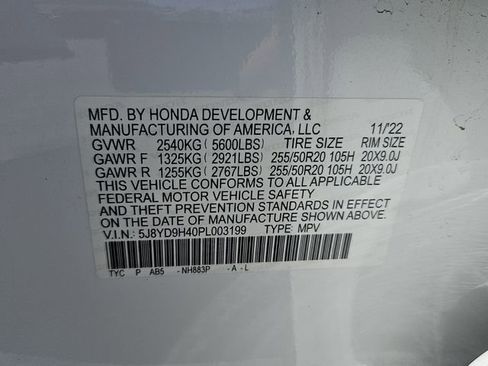 MFD. BY HONDA DEVELOPMENT &
MANUFACTURING OF AMERICA, LLC 11/'22
GVWR 2540KG (5600LBS) TIRE SIZE RIM SIZE
GAWR F 1325KG (2921LBS) 255/50R20 105H 20X9.0J
GAWR R 1255KG (2767LBS) 255/50R20 105H 20X9.0J
THIS VEHICLE CONFORMS TO ALL APPLICABLE
FEDERAL MOTOR VEHICLE SAFETY
AND THEFT PREVENTION STANDARDS IN EFFECT
ON THE DATE OF MANUFACTURE SHOWN ABOVE.
V.I.N.: 5J8YD9H40PL003199 TYPE: MPV
TYC P AB5 -NH883P -A-L